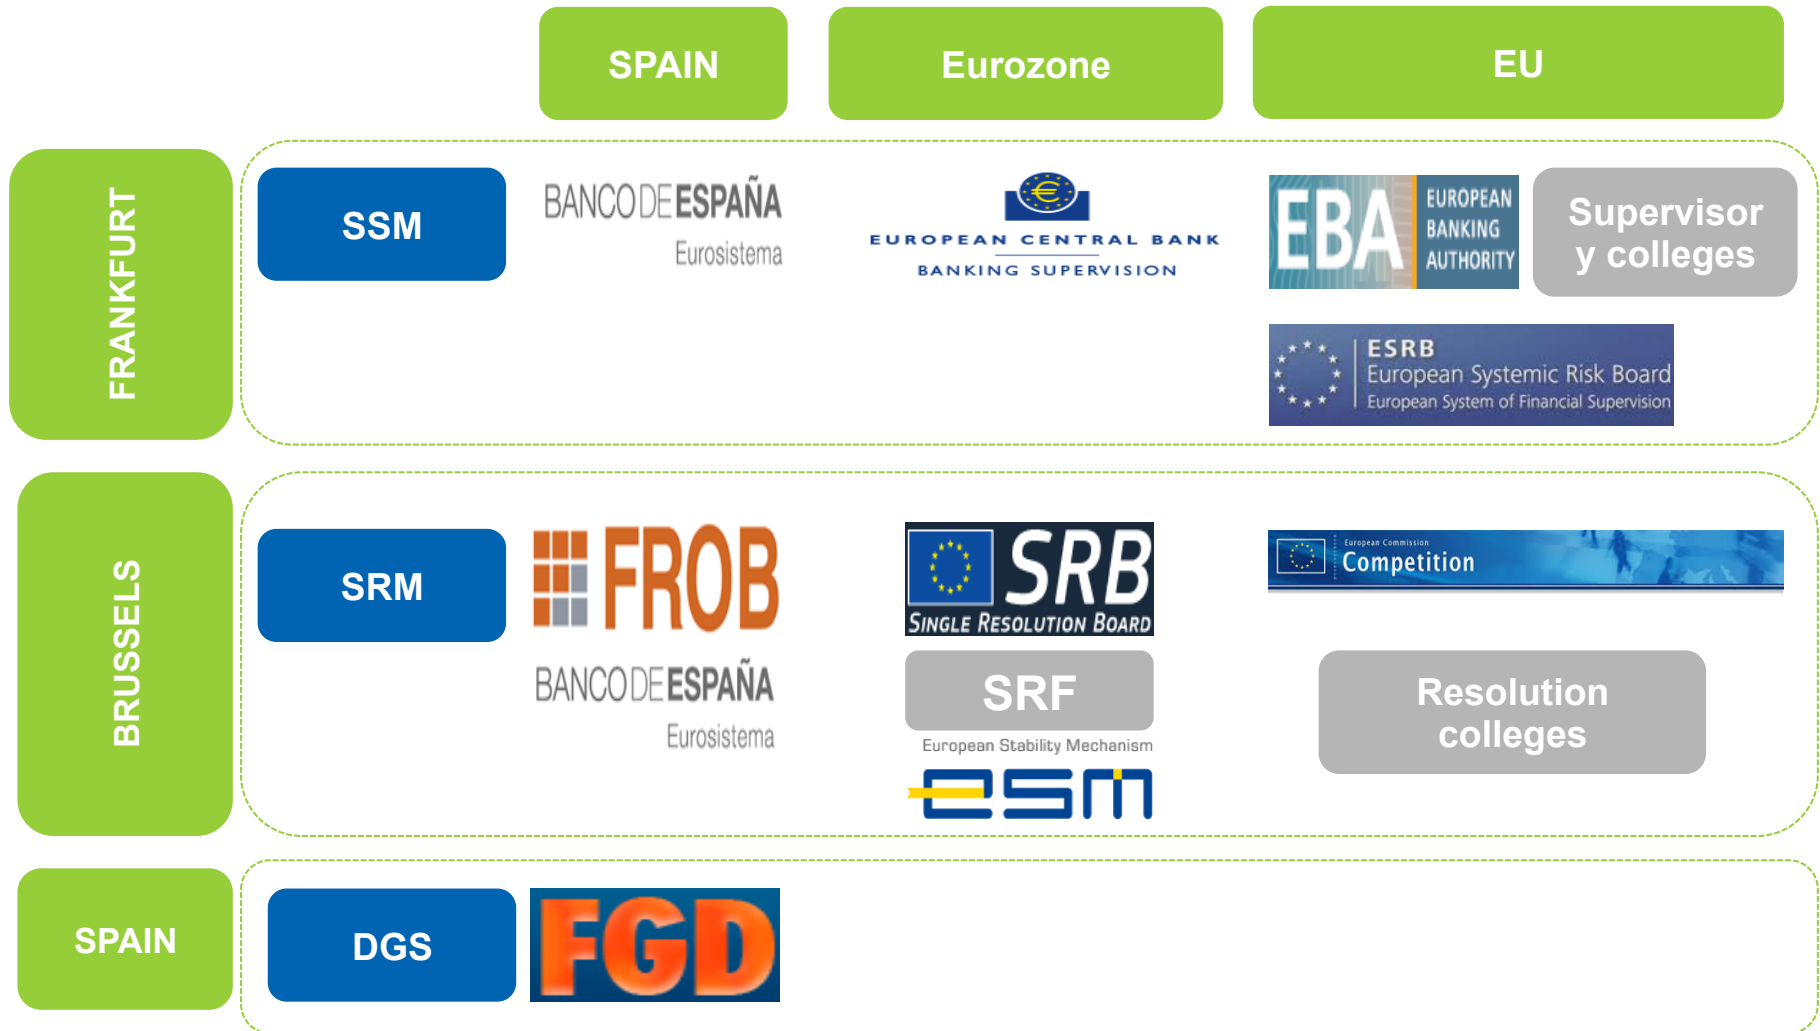 SPAIN
Eurozone
EU
FRANKFURT
SSM
BANCO DE ESPAÑA
Eurosistema
EUROPEAN CENTRAL BANK
BANKING SUPERVISION
EBA
EUROPEAN
BANKING
AUTHORITY
Supervisor
y colleges
ESRB
European Systemic Risk Board
European System of Financial Supervision
BRUSSELS
SRM
FROB
BANCO DE ESPAÑA
Eurosistema
SRB
SINGLE RESOLUTION BOARD
SRF
European Stability Mechanism
esm
European Commission
Competition
Resolution
colleges
SPAIN
DGS
FGD